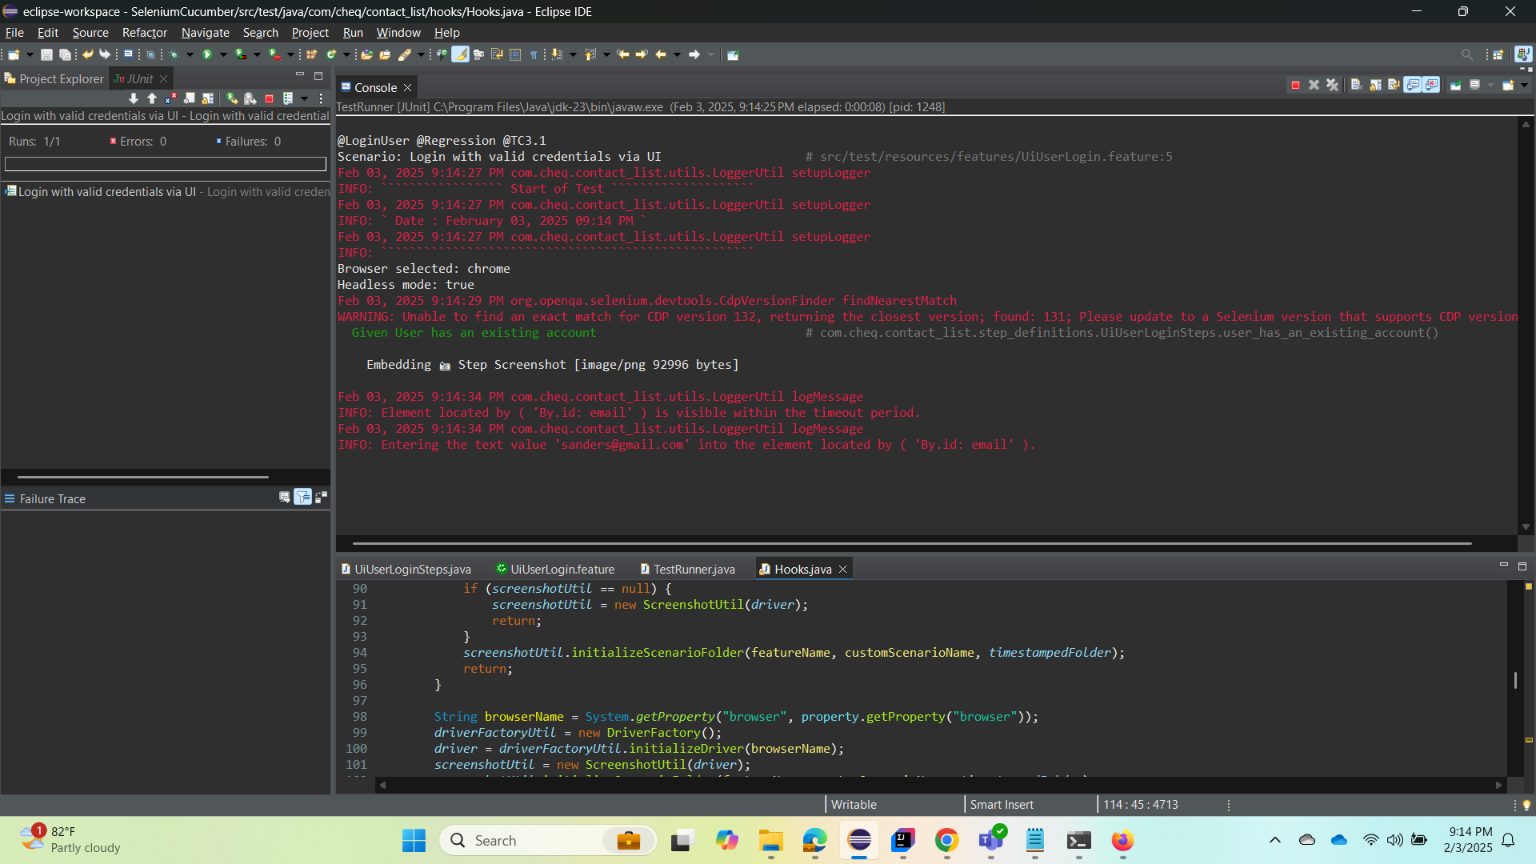 eclipse-workspace - SeleniumCucumber/src/test/java/com/cheq/contact_list/hooks/Hooks.java - Eclipse IDE
File Edit Source Refactor Navigate Search Project Run Window Help
Project Explorer JUnit
Console
TestRunner [JUnit] C:\Program Files\Java\jdk-23\bin\javaw.exe (Feb 3, 2025, 9:14:25 PM elapsed: 0:00:08) [pid: 1248]
Login with valid credentials via UI - Login with valid credential
Runs: 1/1 Errors: 0 Failures: 0
Login with valid credentials via UI - Login with valid creden
Failure Trace
@LoginUser @Regression @TC3.1
Scenario: Login with valid credentials via UI # src/test/resources/features/UiUserLogin.feature:5
Feb 03, 2025 9:14:27 PM com.cheq.contact_list.utils.LoggerUtil setupLogger
INFO: ````````````````` Start of Test ````````````````````
Feb 03, 2025 9:14:27 PM com.cheq.contact_list.utils.LoggerUtil setupLogger
INFO: ` Date : February 03, 2025 09:14 PM `
Feb 03, 2025 9:14:27 PM com.cheq.contact_list.utils.LoggerUtil setupLogger
INFO: ````````````````````````````````````````````````````
Browser selected: chrome
Headless mode: true
Feb 03, 2025 9:14:29 PM org.openqa.selenium.devtools.CdpVersionFinder findNearestMatch
WARNING: Unable to find an exact match for CDP version 132, returning the closest version; found: 131; Please update to a Selenium version that supports CDP version
Given User has an existing account # com.cheq.contact_list.step_definitions.UiUserLoginSteps.user_has_an_existing_account()
Embedding 📷 Step Screenshot [image/png 92996 bytes]
Feb 03, 2025 9:14:34 PM com.cheq.contact_list.utils.LoggerUtil logMessage
INFO: Element located by ( 'By.id: email' ) is visible within the timeout period.
Feb 03, 2025 9:14:34 PM com.cheq.contact_list.utils.LoggerUtil logMessage
INFO: Entering the text value 'sanders@gmail.com' into the element located by ( 'By.id: email' ).
UiUserLoginSteps.java UiUserLogin.feature TestRunner.java Hooks.java
90 if (screenshotUtil == null) {
91 screenshotUtil = new ScreenshotUtil(driver);
92 return;
93 }
94 screenshotUtil.initializeScenarioFolder(featureName, customScenarioName, timestampedFolder);
95 return;
96 }
97
98 String browserName = System.getProperty("browser", property.getProperty("browser"));
99 driverFactoryUtil = new DriverFactory();
100 driver = driverFactoryUtil.initializeDriver(browserName);
101 screenshotUtil = new ScreenshotUtil(driver);
Writable Smart Insert 114 : 45 : 4713
1
82°F
Partly cloudy
Search
9:14 PM
2/3/2025